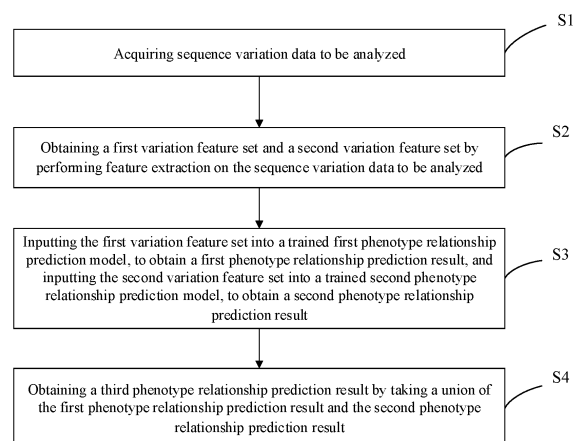 S1
Acquiring sequence variation data to be analyzed
S2
Obtaining a first variation feature set and a second variation feature set by
performing feature extraction on the sequence variation data to be analyzed
S3
Inputting the first variation feature set into a trained first phenotype relationship
prediction model, to obtain a first phenotype relationship prediction result, and
inputting the second variation feature set into a trained second phenotype
relationship prediction model, to obtain a second phenotype relationship
prediction result
S4
Obtaining a third phenotype relationship prediction result by taking a union of
the first phenotype relationship prediction result and the second phenotype
relationship prediction result